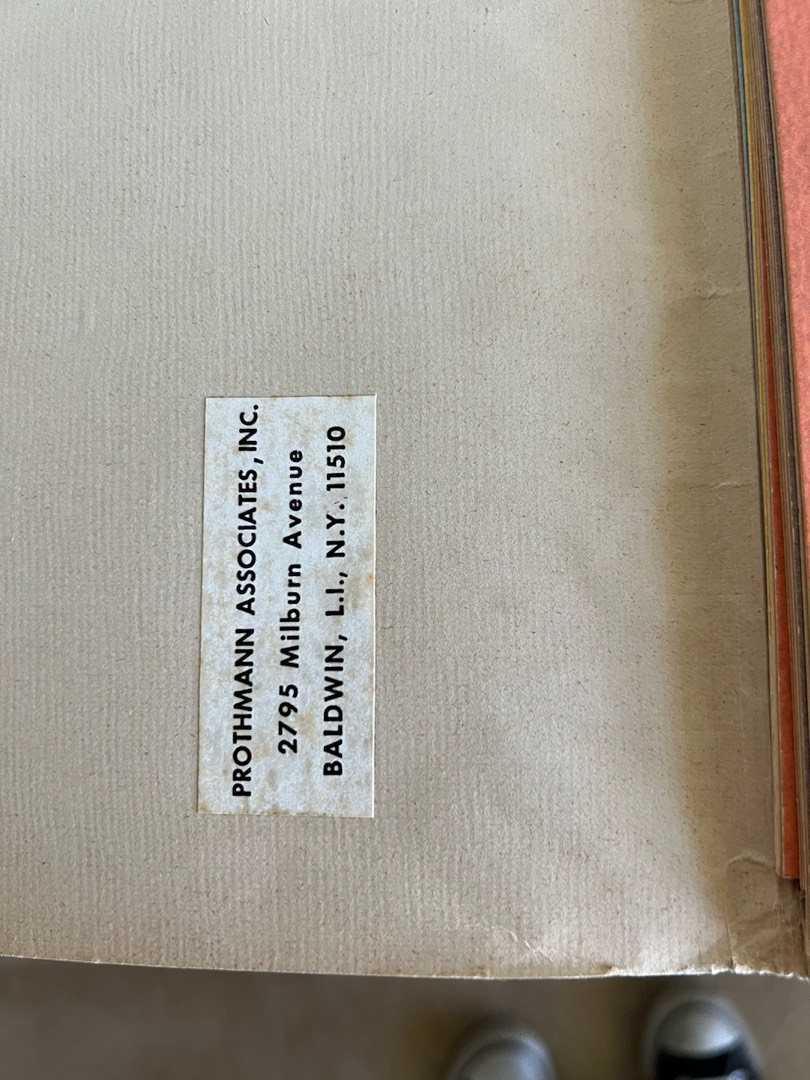 PROTHMANN ASSOCIATES, INC.
2795 Milburn Avenue
BALDWIN, L.I., N.Y. 11510